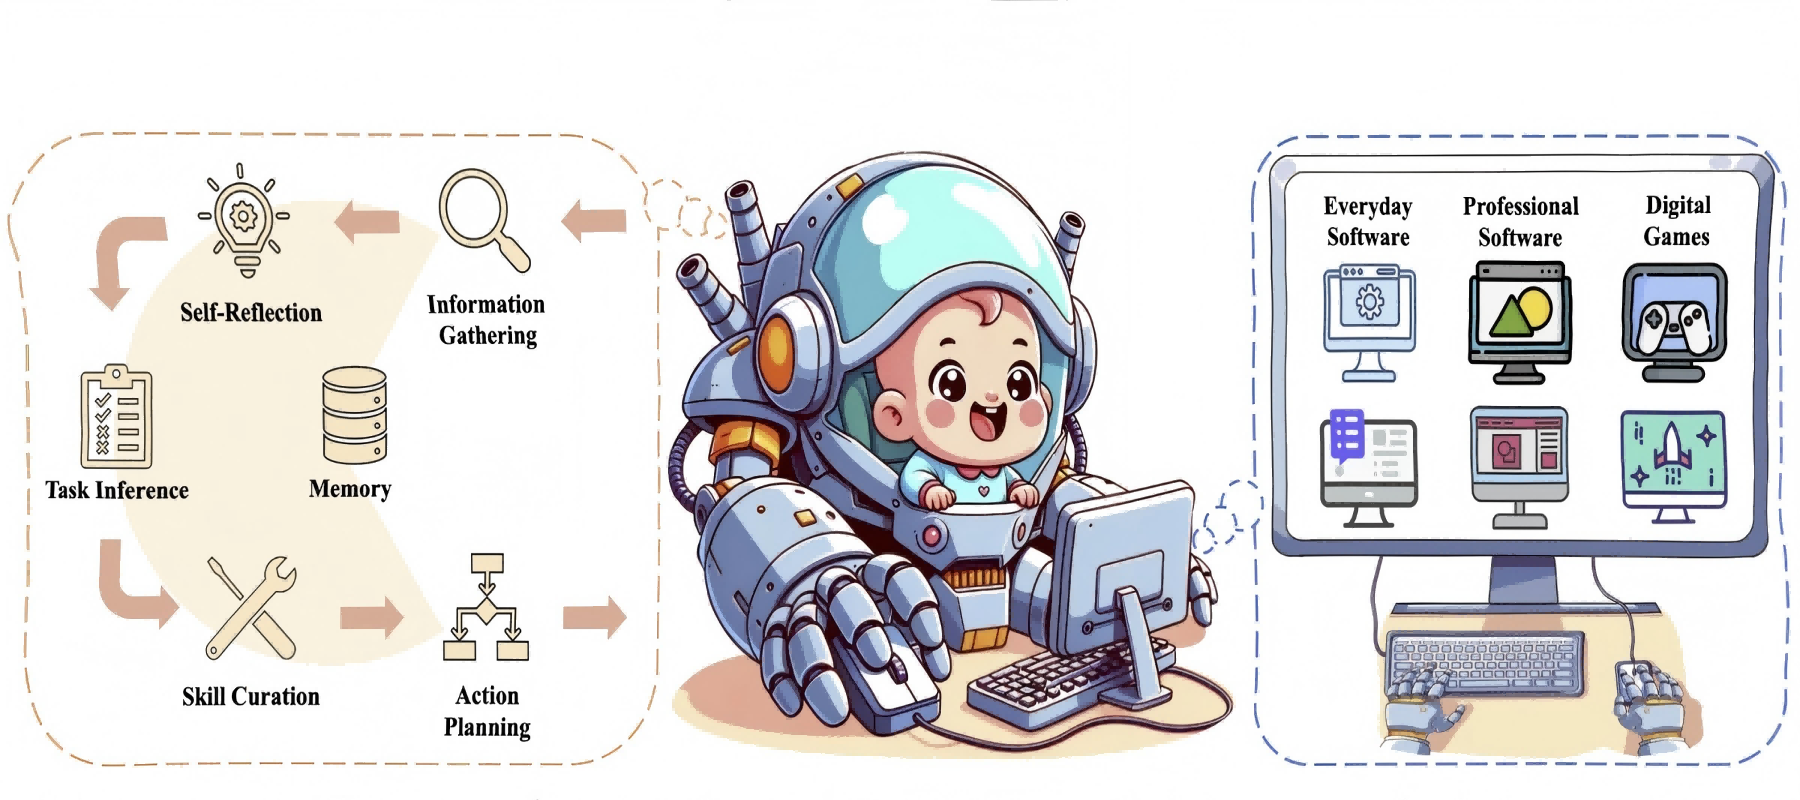 Self-Reflection
Information
Gathering
Task Inference
Memory
Skill Curation
Action
Planning
Everyday
Software
Professional
Software
Digital
Games